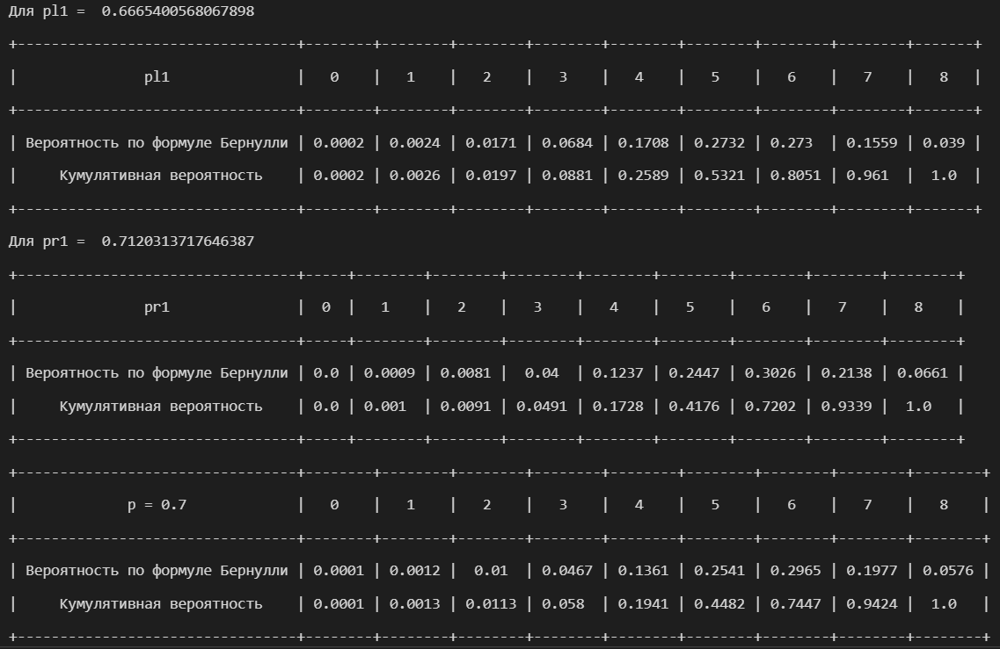 Для pl1 =  0.6665400568067898
+---------------------------------+--------+--------+--------+--------+--------+--------+--------+--------+-------+
|               pl1               |   0    |   1    |   2    |   3    |   4    |   5    |   6    |   7    |   8   |
+---------------------------------+--------+--------+--------+--------+--------+--------+--------+--------+-------+
| Вероятность по формуле Бернулли | 0.0002 | 0.0024 | 0.0171 | 0.0684 | 0.1708 | 0.2732 | 0.273  | 0.1559 | 0.039 |
|     Кумулятивная вероятность    | 0.0002 | 0.0026 | 0.0197 | 0.0881 | 0.2589 | 0.5321 | 0.8051 | 0.961  |  1.0  |
+---------------------------------+--------+--------+--------+--------+--------+--------+--------+--------+-------+
Для pr1 =  0.7120313717646387
+---------------------------------+-----+--------+--------+--------+--------+--------+--------+--------+--------+
|               pr1               |  0  |   1    |   2    |   3    |   4    |   5    |   6    |   7    |   8    |
+---------------------------------+-----+--------+--------+--------+--------+--------+--------+--------+--------+
| Вероятность по формуле Бернулли | 0.0 | 0.0009 | 0.0081 |  0.04  | 0.1237 | 0.2447 | 0.3026 | 0.2138 | 0.0661 |
|     Кумулятивная вероятность    | 0.0 | 0.001  | 0.0091 | 0.0491 | 0.1728 | 0.4176 | 0.7202 | 0.9339 |  1.0   |
+---------------------------------+-----+--------+--------+--------+--------+--------+--------+--------+--------+
+---------------------------------+--------+--------+--------+--------+--------+--------+--------+--------+--------+
|             p = 0.7             |   0    |   1    |   2    |   3    |   4    |   5    |   6    |   7    |   8    |
+---------------------------------+--------+--------+--------+--------+--------+--------+--------+--------+--------+
| Вероятность по формуле Бернулли | 0.0001 | 0.0012 |  0.01  | 0.0467 | 0.1361 | 0.2541 | 0.2965 | 0.1977 | 0.0576 |
|     Кумулятивная вероятность    | 0.0001 | 0.0013 | 0.0113 | 0.058  | 0.1941 | 0.4482 | 0.7447 | 0.9424 |  1.0   |
+---------------------------------+--------+--------+--------+--------+--------+--------+--------+--------+--------+